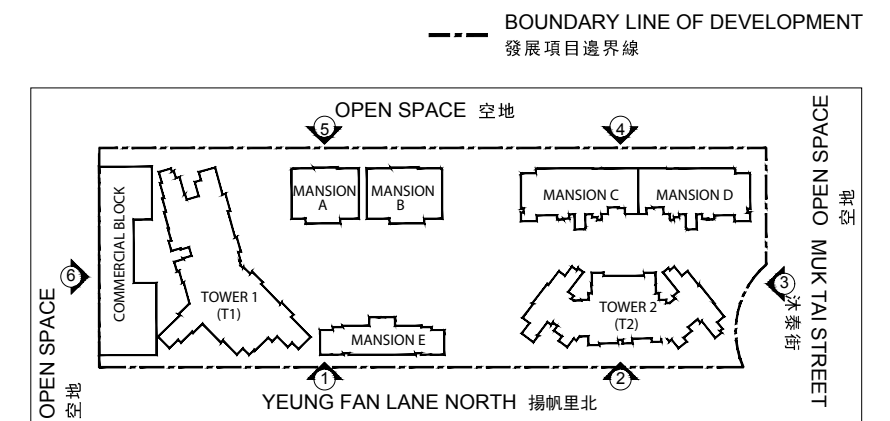 BOUNDARY LINE OF DEVELOPMENT
發展項目邊界線
OPEN SPACE 空地
5
4
MUK TAI STREET OPEN SPACE
沐泰街
空地
COMMERCIAL BLOCK
MANSION
A
MANSION
B
MANSION C
MANSION D
6
3
TOWER 1
(T1)
TOWER 2
(T2)
MANSION E
OPEN SPACE
空地
1
2
YEUNG FAN LANE NORTH 揚帆里北